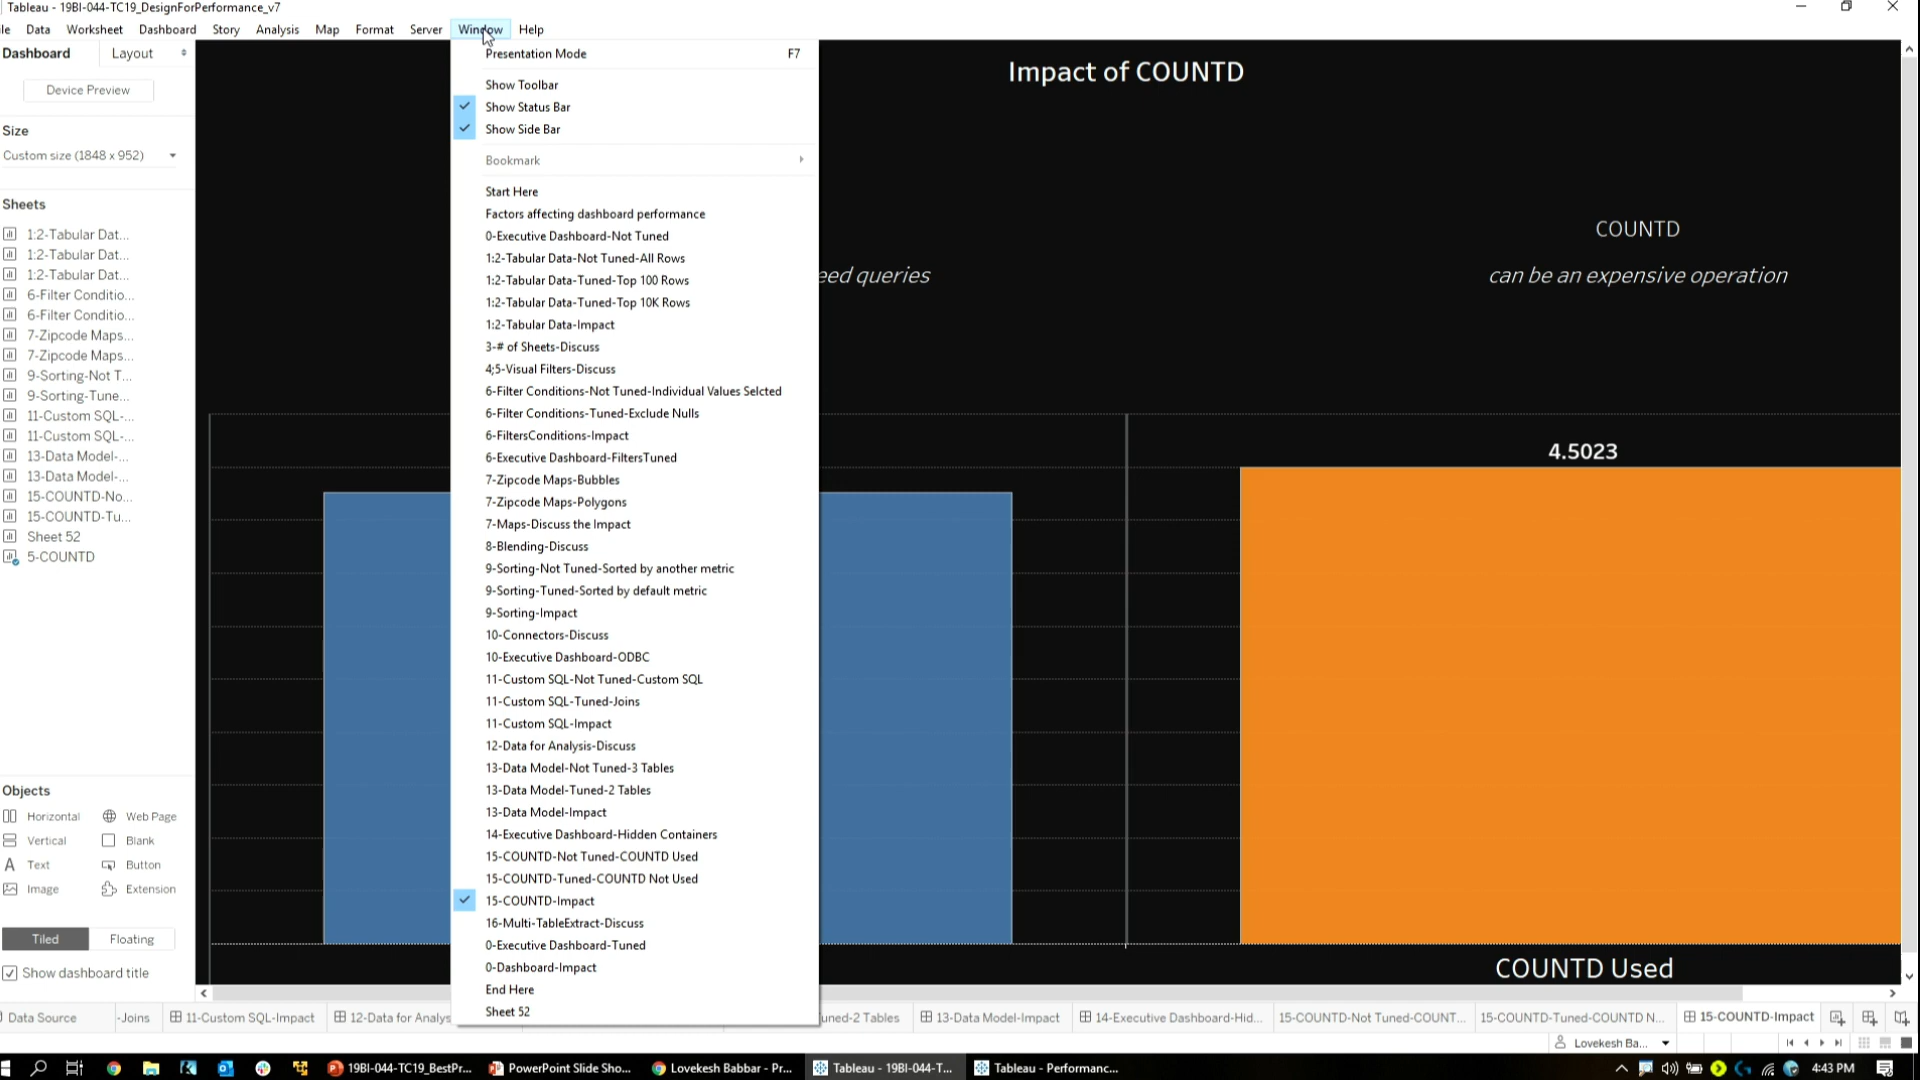 Tableau - 19BI-044-TC19_DesignForPerformance_v7
le Data Worksheet Dashboard Story Analysis Map Format Server Window Help
Dashboard Layout
Device Preview
Size
Custom size (1848 x 952)
Sheets
1:2-Tabular Dat...
1:2-Tabular Dat...
1:2-Tabular Dat...
6-Filter Conditio...
6-Filter Conditio...
7-Zipcode Maps...
7-Zipcode Maps...
9-Sorting-Not T...
9-Sorting-Tune...
11-Custom SQL-...
11-Custom SQL-...
13-Data Model-...
13-Data Model-...
15-COUNTD-No...
15-COUNTD-Tu...
Sheet 52
5-COUNTD
Objects
Horizontal Web Page
Vertical Blank
Text Button
Image Extension
Tiled Floating
Show dashboard title
Presentation Mode F7
Show Toolbar
Show Status Bar
Show Side Bar
Bookmark
Start Here
Factors affecting dashboard performance
0-Executive Dashboard-Not Tuned
1:2-Tabular Data-Not Tuned-All Rows
1:2-Tabular Data-Tuned-Top 100 Rows
1:2-Tabular Data-Tuned-Top 10K Rows
1:2-Tabular Data-Impact
3-# of Sheets-Discuss
4;5-Visual Filters-Discuss
6-Filter Conditions-Not Tuned-Individual Values Selcted
6-Filter Conditions-Tuned-Exclude Nulls
6-FiltersConditions-Impact
6-Executive Dashboard-FiltersTuned
7-Zipcode Maps-Bubbles
7-Zipcode Maps-Polygons
7-Maps-Discuss the Impact
8-Blending-Discuss
9-Sorting-Not Tuned-Sorted by another metric
9-Sorting-Tuned-Sorted by default metric
9-Sorting-Impact
10-Connectors-Discuss
10-Executive Dashboard-ODBC
11-Custom SQL-Not Tuned-Custom SQL
11-Custom SQL-Tuned-Joins
11-Custom SQL-Impact
12-Data for Analysis-Discuss
13-Data Model-Not Tuned-3 Tables
13-Data Model-Tuned-2 Tables
13-Data Model-Impact
14-Executive Dashboard-Hidden Containers
15-COUNTD-Not Tuned-COUNTD Used
15-COUNTD-Tuned-COUNTD Not Used
15-COUNTD-Impact
16-Multi-TableExtract-Discuss
0-Executive Dashboard-Tuned
0-Dashboard-Impact
End Here
Sheet 52
Impact of COUNTD
COUNTD
eed queries can be an expensive operation
4.5023
COUNTD Used
Data Source -Joins 11-Custom SQL-Impact 12-Data for Analys uned-2 Tables 13-Data Model-Impact 14-Executive Dashboard-Hid... 15-COUNTD-Not Tuned-COUNT... 15-COUNTD-Tuned-COUNTD N... 15-COUNTD-Impact
Lovekesh Ba...
19BI-044-TC19_BestPr... PowerPoint Slide Sho... Lovekesh Babbar - Pr... Tableau - 19BI-044-T... Tableau - Performanc... 4:43 PM